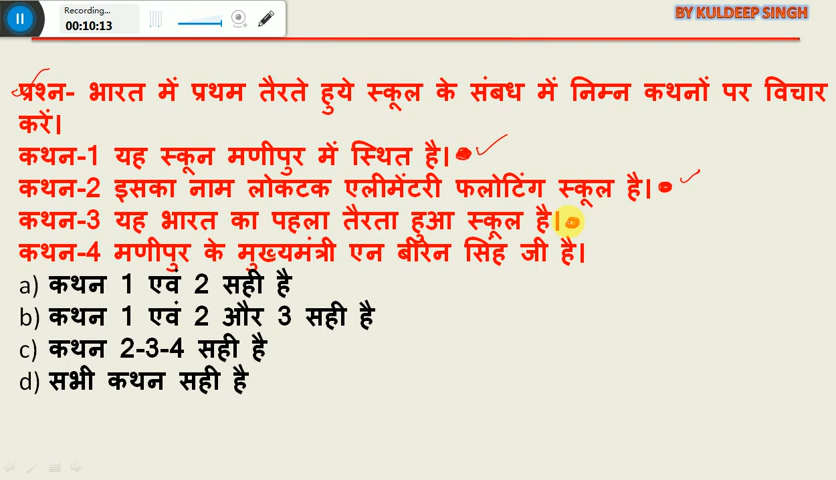 Recording...
00:10:13
BY KULDEEP SINGH
प्रश्न- भारत में प्रथम तैरते हुये स्कूल के संबध में निम्न कथनों पर विचार
करें।
कथन-1 यह स्कून मणीपुर में स्थित है।
कथन-2 इसका नाम लोकटक एलीमेंटरी फलोटिंग स्कूल है।
कथन-3 यह भारत का पहला तैरता हुआ स्कूल है।
कथन-4 मणीपुर के मुख्यमंत्री एन बीरेन सिंह जी है।
a) कथन 1 एवं 2 सही है
b) कथन 1 एवं 2 और 3 सही है
c) कथन 2-3-4 सही है
d) सभी कथन सही है